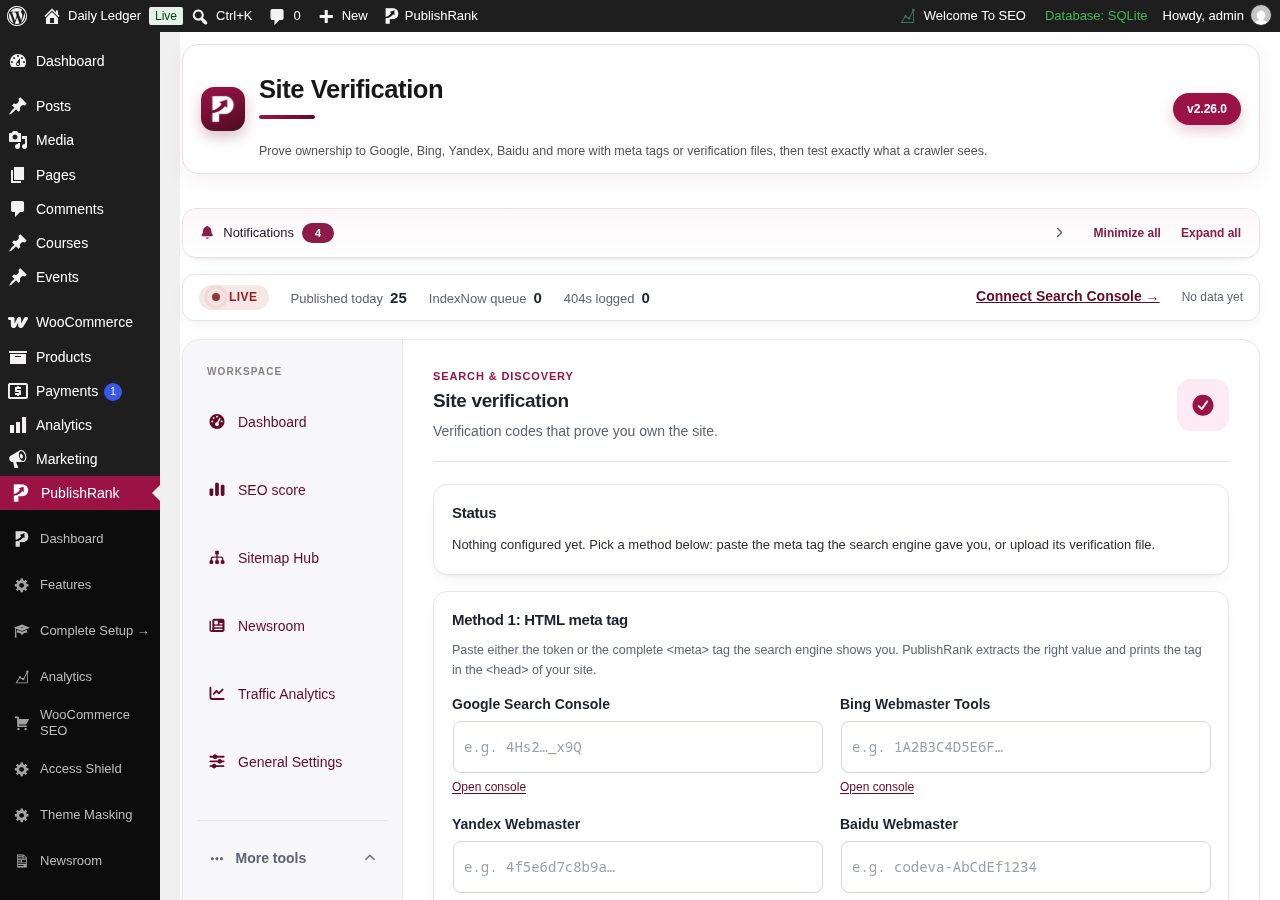 Daily Ledger Live Ctrl+K 0 New PublishRank Welcome To SEO Database: SQLite Howdy, admin
Dashboard
Posts
Media
Pages
Comments
Courses
Events
WooCommerce
Products
Payments 1
Analytics
Marketing
PublishRank
Dashboard
Features
Complete Setup →
Analytics
WooCommerce
SEO
Access Shield
Theme Masking
Newsroom
Site Verification
Prove ownership to Google, Bing, Yandex, Baidu and more with meta tags or verification files, then test exactly what a crawler sees.
v2.26.0
Notifications 4 Minimize all Expand all
LIVE Published today 25 IndexNow queue 0 404s logged 0 Connect Search Console → No data yet
WORKSPACE
Dashboard
SEO score
Sitemap Hub
Newsroom
Traffic Analytics
General Settings
More tools
SEARCH & DISCOVERY
Site verification
Verification codes that prove you own the site.
Status
Nothing configured yet. Pick a method below: paste the meta tag the search engine gave you, or upload its verification file.
Method 1: HTML meta tag
Paste either the token or the complete <meta> tag the search engine shows you. PublishRank extracts the right value and prints the tag
in the <head> of your site.
Google Search Console Bing Webmaster Tools
e.g. 4Hs2…_x9Q e.g. 1A2B3C4D5E6F…
Open console Open console
Yandex Webmaster Baidu Webmaster
e.g. 4f5e6d7c8b9a… e.g. codeva-AbCdEf1234